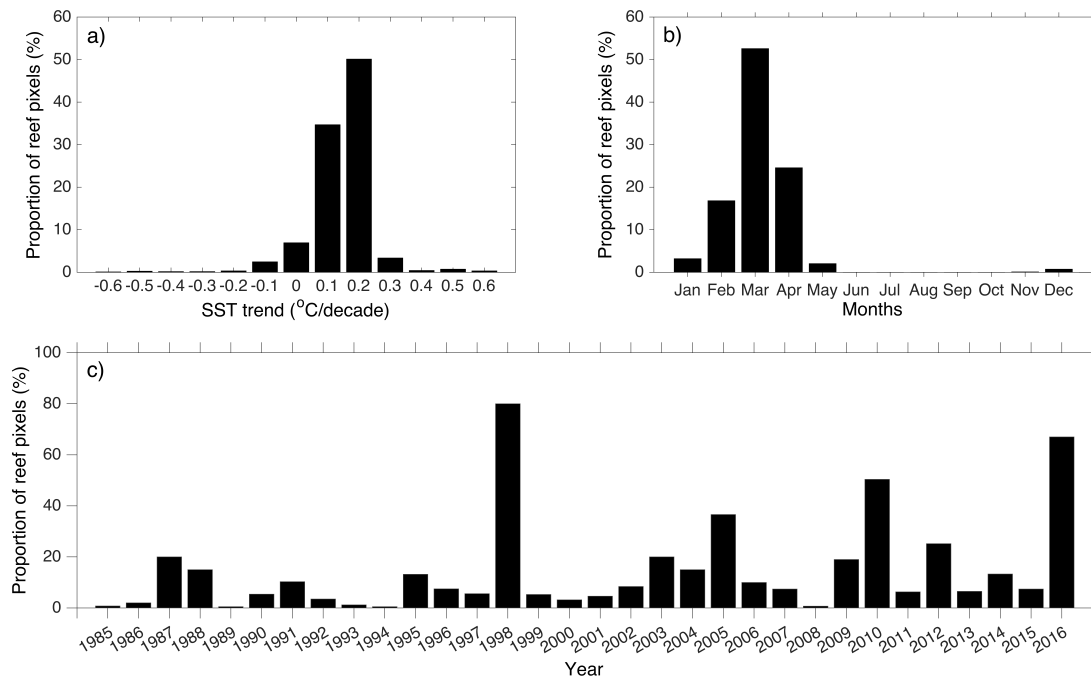 a)
Proportion of reef pixels (%)
60
50
40
30
20
10
0
-0.6 -0.5 -0.4 -0.3 -0.2 -0.1 0 0.1 0.2 0.3 0.4 0.5 0.6
SST trend (°C/decade)
b)
Proportion of reef pixels (%)
60
50
40
30
20
10
0
Jan Feb Mar Apr May Jun Jul Aug Sep Oct Nov Dec
Months
c)
Proportion of reef pixels (%)
100
80
60
40
20
0
1985 1986 1987 1988 1989 1990 1991 1992 1993 1994 1995 1996 1997 1998 1999 2000 2001 2002 2003 2004 2005 2006 2007 2008 2009 2010 2011 2012 2013 2014 2015 2016
Year